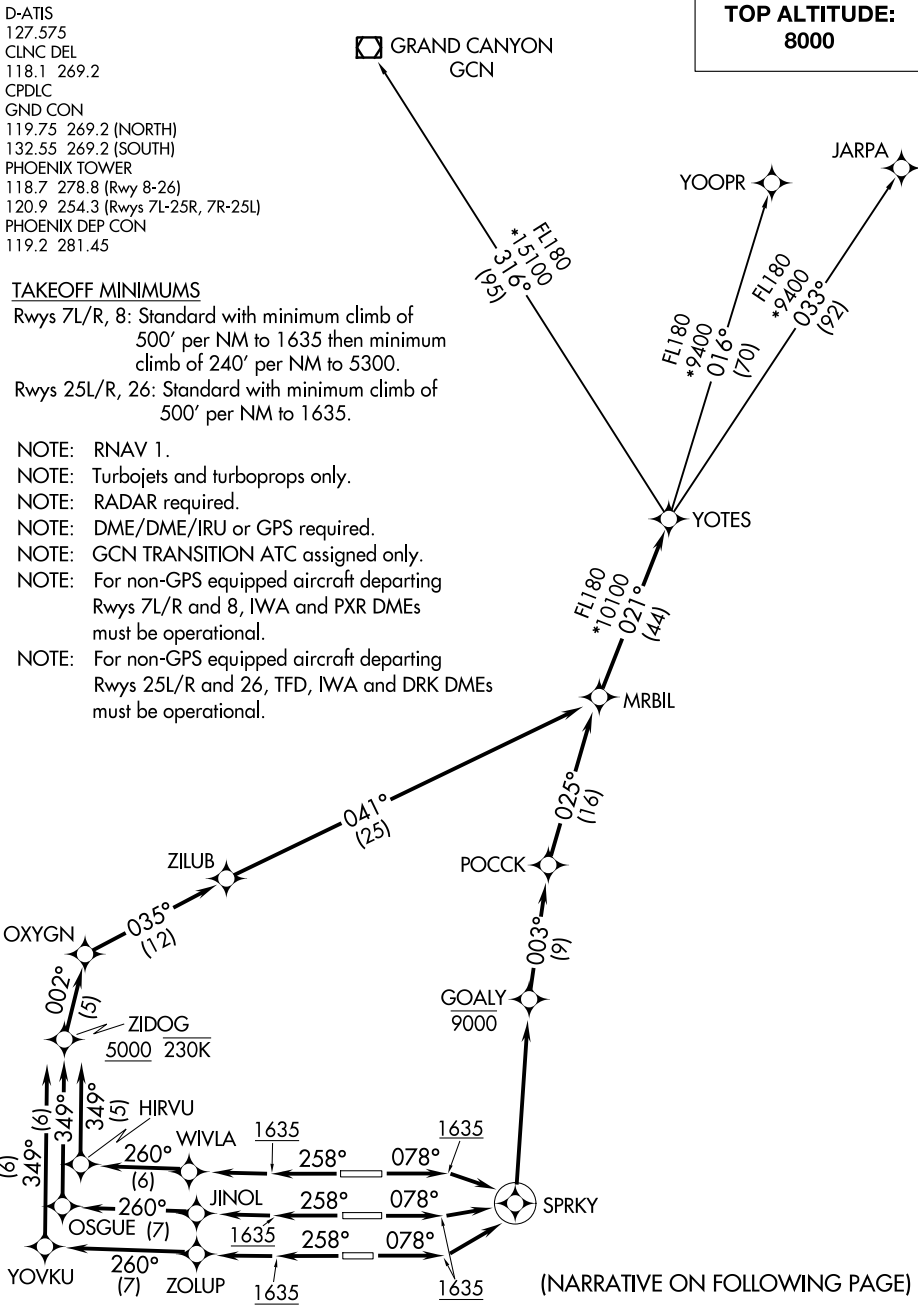 D-ATIS
127.575
CLNC DEL
118.1 269.2
CPDLC
GND CON
119.75 269.2 (NORTH)
132.55 269.2 (SOUTH)
PHOENIX TOWER
118.7 278.8 (Rwy 8-26)
120.9 254.3 (Rwys 7L-25R, 7R-25L)
PHOENIX DEP CON
119.2 281.45
TOP ALTITUDE:
8000
GRAND CANYON
GCN
YOOPR
JARPA
FL180
*15100
316°
(95)
FL180
*9400
016°
(70)
FL180
*9400
033°
(92)
TAKEOFF MINIMUMS
Rwys 7L/R, 8: Standard with minimum climb of
500' per NM to 1635 then minimum
climb of 240' per NM to 5300.
Rwys 25L/R, 26: Standard with minimum climb of
500' per NM to 1635.
NOTE: RNAV 1.
NOTE: Turbojets and turboprops only.
NOTE: RADAR required.
NOTE: DME/DME/IRU or GPS required.
NOTE: GCN TRANSITION ATC assigned only.
NOTE: For non-GPS equipped aircraft departing
Rwys 7L/R and 8, IWA and PXR DMEs
must be operational.
NOTE: For non-GPS equipped aircraft departing
Rwys 25L/R and 26, TFD, IWA and DRK DMEs
must be operational.
YOTES
FL180
*10100
021°
(44)
MRBIL
041°
(25)
025°
(16)
ZILUB
POCCK
035°
(12)
OXYGN
003°
(9)
002°
(5)
GOALY
9000
ZIDOG
5000 230K
349°
(6)
349°
(6)
349°
(5)
HIRVU
WIVLA
260°
(6)
1635
258°
078°
1635
JINOL
OSGUE
260°
(7)
1635
258°
078°
SPRKY
YOVKU
260°
(7)
ZOLUP
1635
258°
078°
1635
(NARRATIVE ON FOLLOWING PAGE)